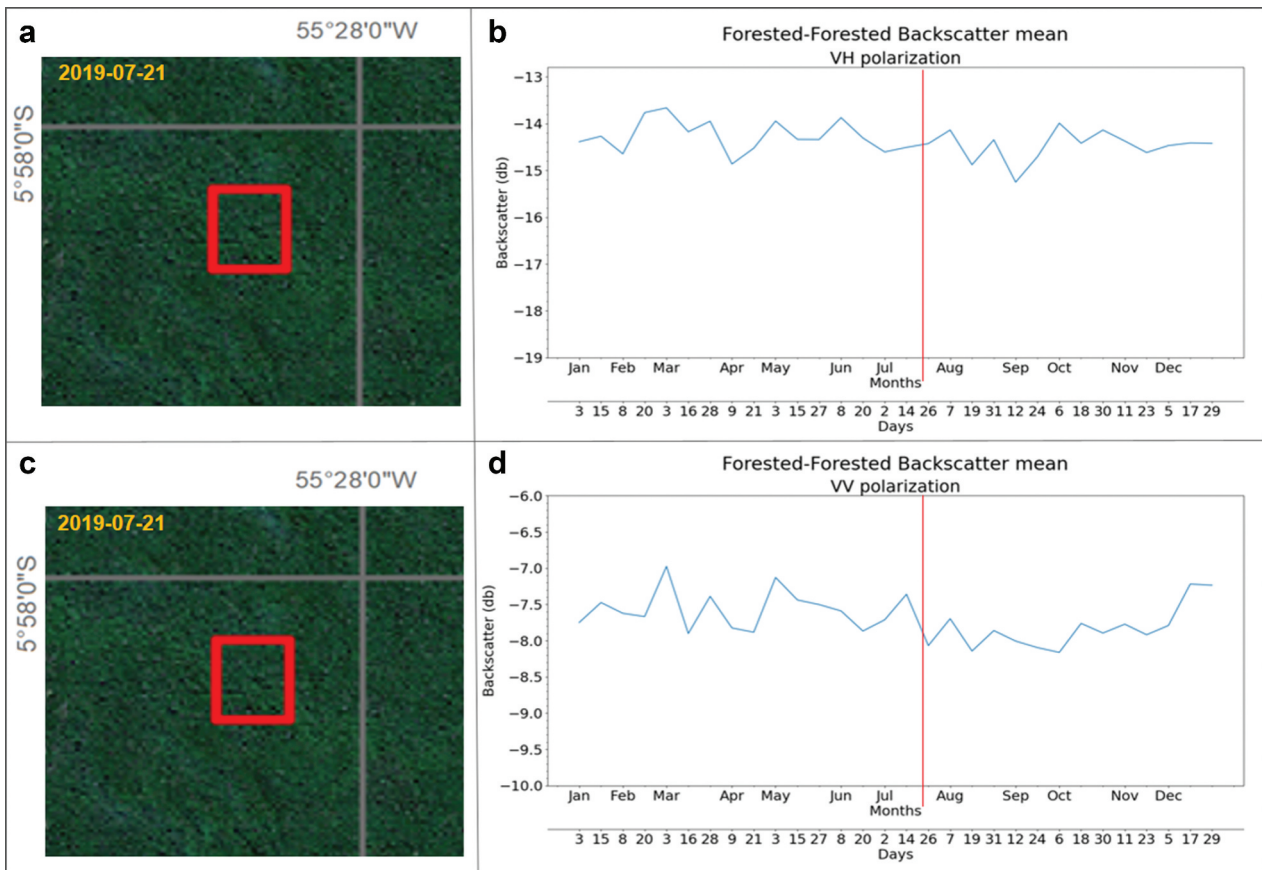 a
55°28'0"W
2019-07-21
5°58'0"S
b
Forested-Forested Backscatter mean
VH polarization
Backscatter (db)
−13
−14
−15
−16
−17
−18
−19
Jan Feb Mar Apr May Jun Jul Aug Sep Oct Nov Dec
Months
3 15 8 20 3 16 28 9 21 3 15 27 8 20 2 14 26 7 19 31 12 24 6 18 30 11 23 5 17 29
Days
c
55°28'0"W
2019-07-21
5°58'0"S
d
Forested-Forested Backscatter mean
VV polarization
Backscatter (db)
−6.0
−6.5
−7.0
−7.5
−8.0
−8.5
−9.0
−9.5
−10.0
Jan Feb Mar Apr May Jun Jul Aug Sep Oct Nov Dec
Months
3 15 8 20 3 16 28 9 21 3 15 27 8 20 2 14 26 7 19 31 12 24 6 18 30 11 23 5 17 29
Days